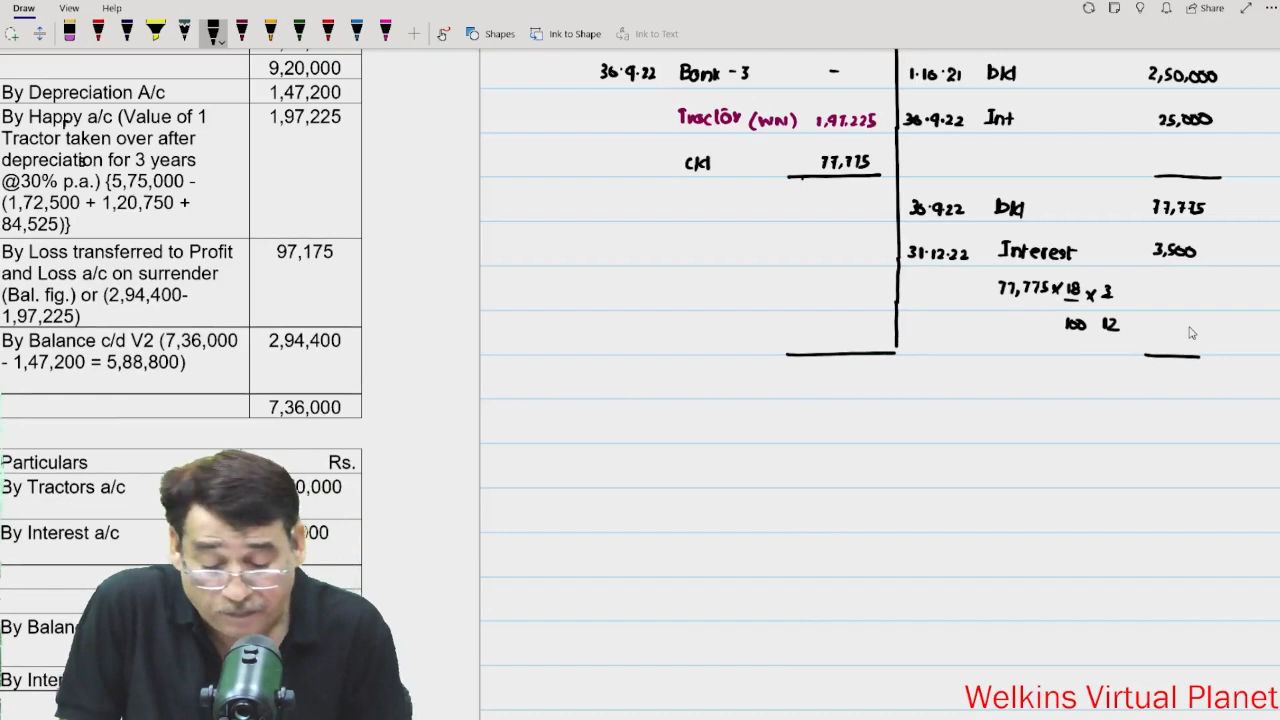 Draw View Help
Share
Shapes
Ink to Shape
Ink to Text
9,20,000
By Depreciation A/c 1,47,200
By Happy a/c (Value of 1 1,97,225
Tractor taken over after
depreciation for 3 years
@30% p.a.) {5,75,000 -
(1,72,500 + 1,20,750 +
84,525)}
By Loss transferred to Profit 97,175
and Loss a/c on surrender
(Bal. fig.) or (2,94,400-
1,97,225)
By Balance c/d V2 (7,36,000 2,94,400
- 1,47,200 = 5,88,800)
7,36,000
Particulars Rs.
By Tractors a/c 0,000
By Interest a/c 000
By Balan
By Inter
30.9.22 Bank - 3 -
Tractor (WN) 1,97,225
c/d 77,775
1.10.21 b/d 2,50,000
30.9.22 Int 25,000
30.9.22 b/d 77,775
31.12.22 Interest 3,500
77,775 × 18 × 3
100 12
Welkins Virtual Planet